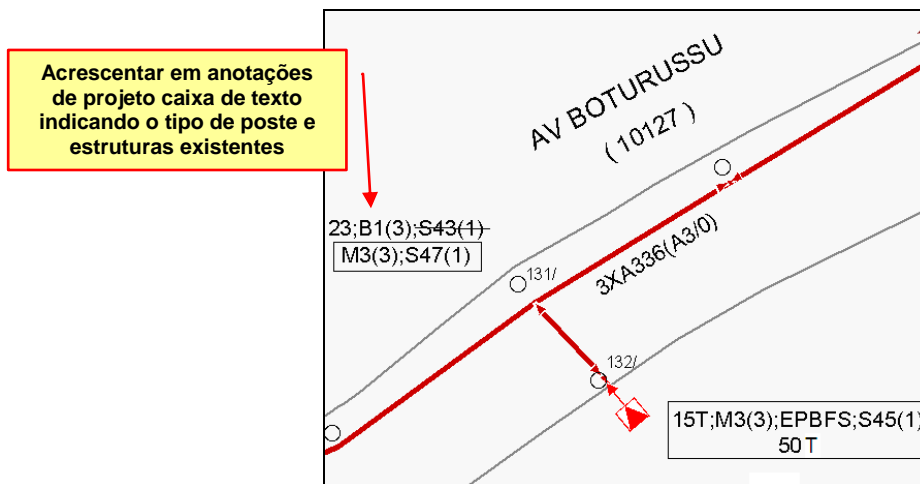 Acrescentar em anotações
de projeto caixa de texto
indicando o tipo de poste e
estruturas existentes
AV BOTURUSSU
( 10127 )
23;B1(3);S43(1)
M3(3);S47(1)
131/
3XA336(A3/0)
132/
15T;M3(3);EPBFS;S45(1)
50T